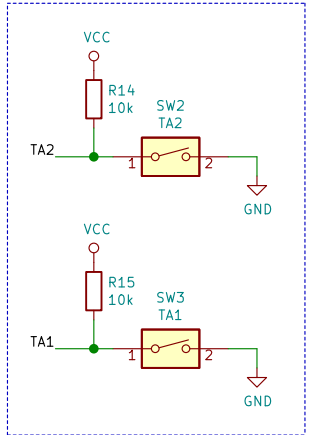 VCC
R14
10k
SW2
TA2
TA2
1
2
GND
VCC
R15
10k
SW3
TA1
TA1
1
2
GND